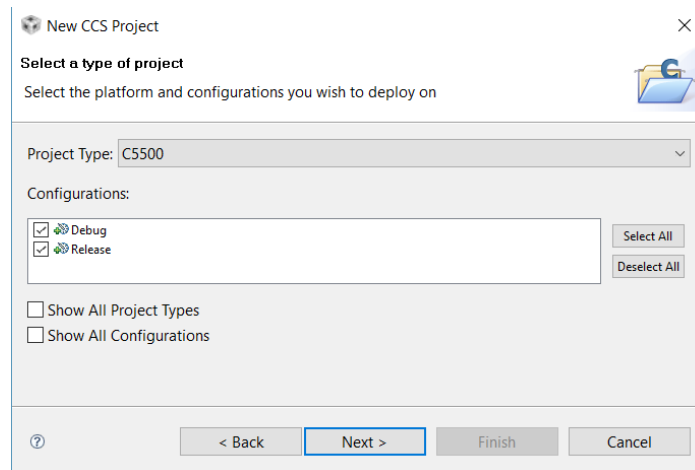 New CCS Project
Select a type of project
Select the platform and configurations you wish to deploy on
Project Type: C5500
Configurations:
Debug
Select All
Release
Deselect All
Show All Project Types
Show All Configurations
< Back Next > Finish Cancel